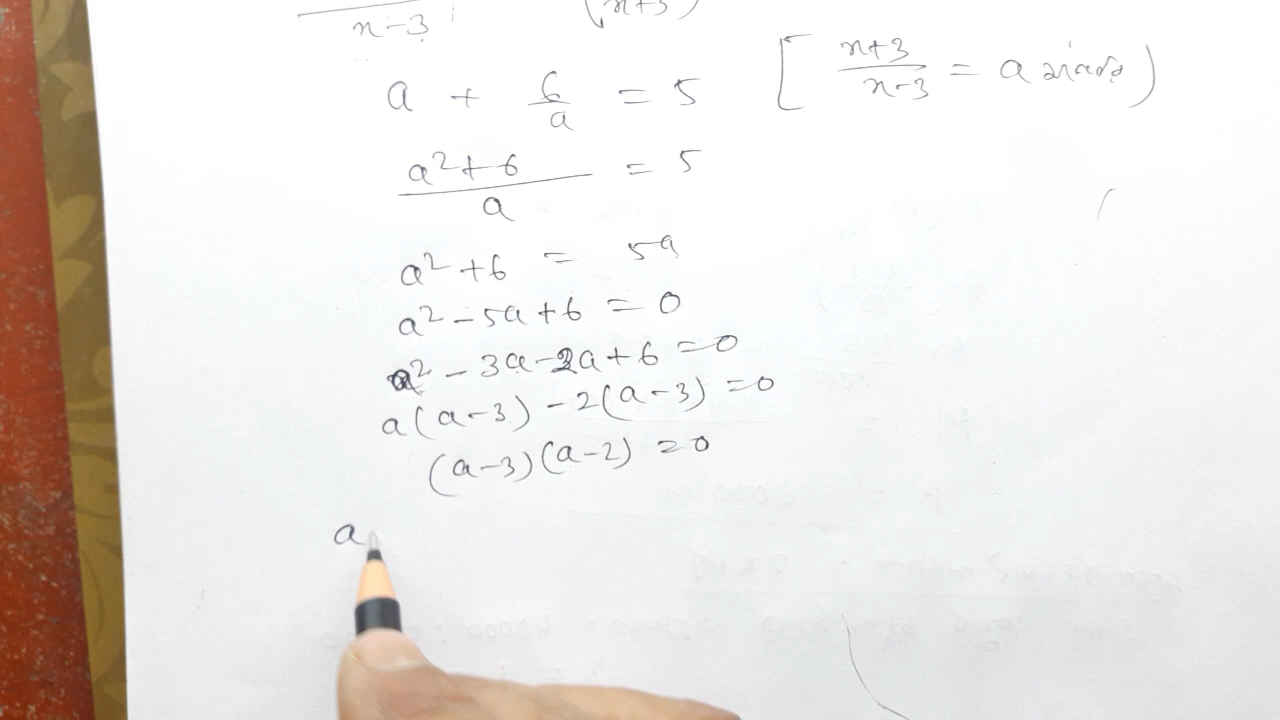 x-3 (x+3)
a + 6/a = 5 [ x+3/x-3 = a ধরে )
a²+6/a = 5
a²+6 = 5a
a²-5a+6 = 0
a²-3a-2a+6 = 0
a(a-3)-2(a-3) = 0
(a-3)(a-2) = 0
a